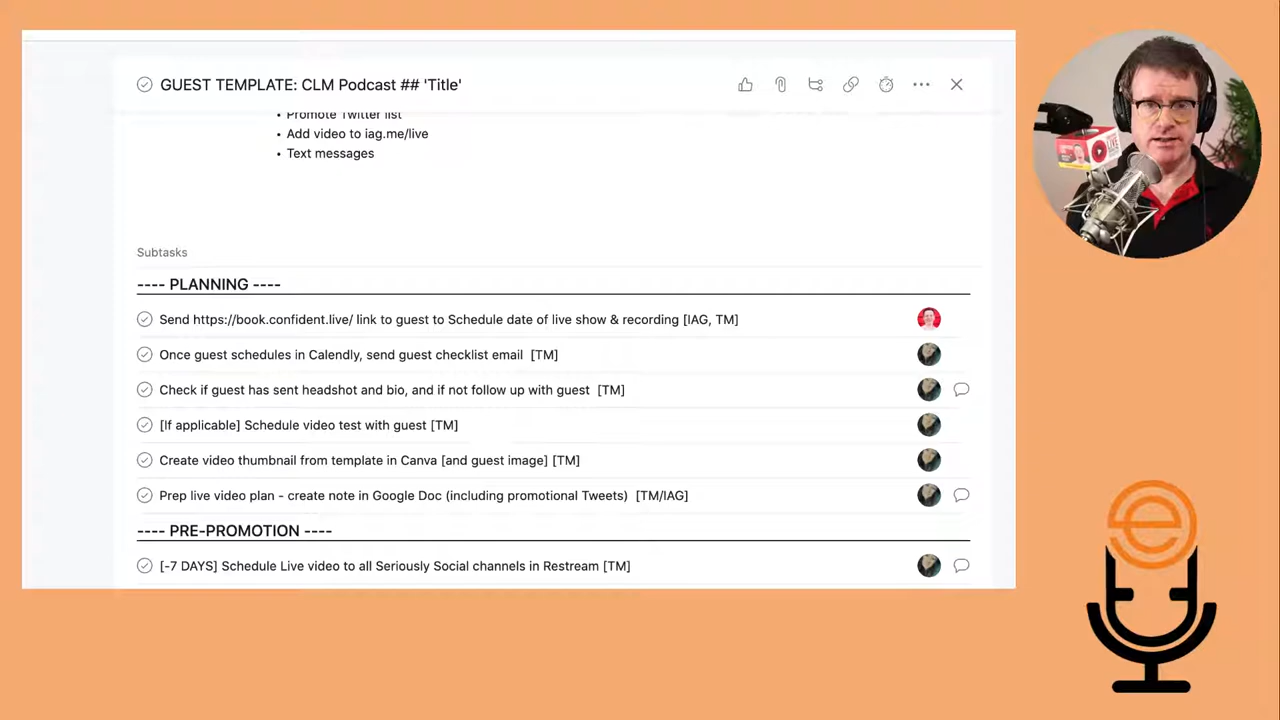 GUEST TEMPLATE: CLM Podcast ## 'Title'
• Promote Twitter list
• Add video to iag.me/live
• Text messages
Subtasks
---- PLANNING ----
Send https://book.confident.live/ link to guest to Schedule date of live show & recording [IAG, TM]
Once guest schedules in Calendly, send guest checklist email [TM]
Check if guest has sent headshot and bio, and if not follow up with guest [TM]
[If applicable] Schedule video test with guest [TM]
Create video thumbnail from template in Canva [and guest image] [TM]
Prep live video plan - create note in Google Doc (including promotional Tweets) [TM/IAG]
---- PRE-PROMOTION ----
[-7 DAYS] Schedule Live video to all Seriously Social channels in Restream [TM]
LIVE